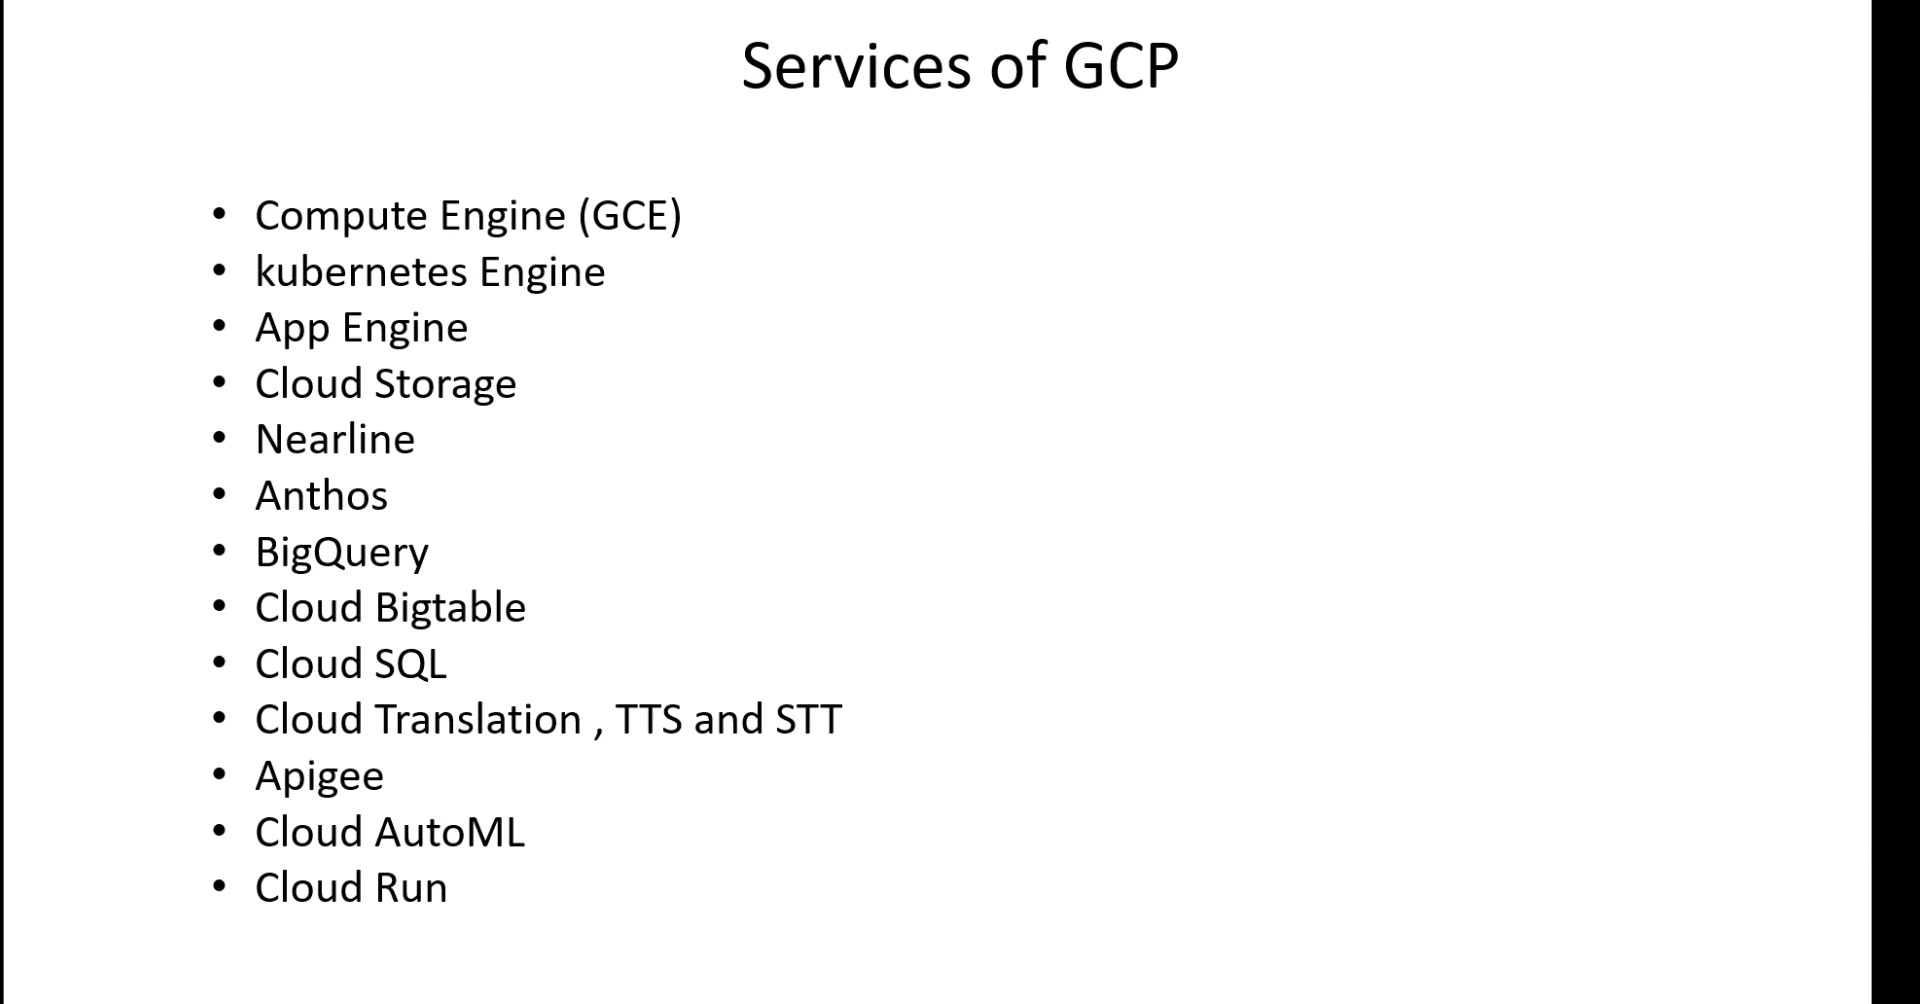 Services of GCP
• Compute Engine (GCE)
• kubernetes Engine
• App Engine
• Cloud Storage
• Nearline
• Anthos
• BigQuery
• Cloud Bigtable
• Cloud SQL
• Cloud Translation , TTS and STT
• Apigee
• Cloud AutoML
• Cloud Run